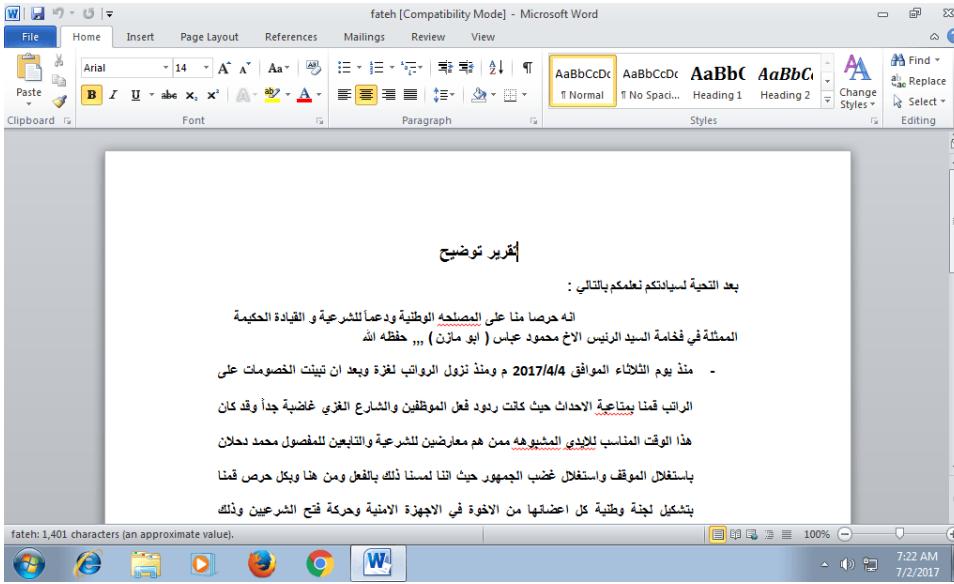 fateh [Compatibility Mode] - Microsoft Word
File Home Insert Page Layout References Mailings Review View
Paste
Arial 14
AaBbCcDc AaBbCcDc AaBbC AaBbC
¶ Normal ¶ No Spaci... Heading 1 Heading 2
Change Styles
Find
Replace
Select
Clipboard Font Paragraph Styles Editing
تقرير توضيح
بعد التحية لسيادتكم نعلمكم بالتالي :
انه حرصا منا على المصلحه الوطنية ودعماً للشرعية و القيادة الحكيمة
الممثلة في فخامة السيد الرئيس الاخ محمود عباس ( ابو مازن ) ,,, حفظه الله
- منذ يوم الثلاثاء الموافق 2017/4/4 م ومنذ نزول الرواتب لغزة وبعد ان تبينت الخصومات على
الراتب قمنا بمتاعية الاحداث حيث كانت ردود فعل الموظفين والشارع الغزي غاضبة جداً وقد كان
هذا الوقت المناسب للايدي المشبوهه ممن هم معارضين للشرعية والتابعين للمفصول محمد دحلان
باستغلال الموقف واستغلال غضب الجمهور حيث اننا لمسنا ذلك بالفعل ومن هنا وبكل حرص قمنا
بتشكيل لجنة وطنية كل اعضائها من الاخوة في الاجهزة الامنية وحركة فتح الشرعيين وذلك
fateh: 1,401 characters (an approximate value). 100%
7:22 AM
7/2/2017